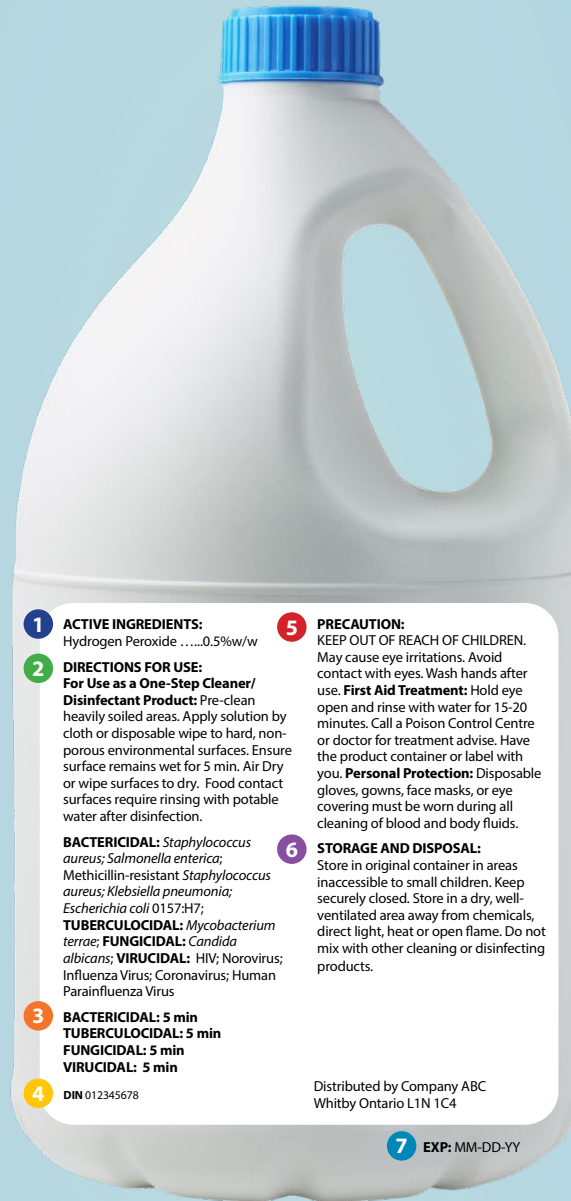 1
ACTIVE INGREDIENTS:
Hydrogen Peroxide …...0.5%w/w
2
DIRECTIONS FOR USE:
For Use as a One-Step Cleaner/
Disinfectant Product: Pre-clean
heavily soiled areas. Apply solution by
cloth or disposable wipe to hard, non-
porous environmental surfaces. Ensure
surface remains wet for 5 min. Air Dry
or wipe surfaces to dry. Food contact
surfaces require rinsing with potable
water after disinfection.
BACTERICIDAL: Staphylococcus
aureus; Salmonella enterica;
Methicillin-resistant Staphylococcus
aureus; Klebsiella pneumonia;
Escherichia coli 0157:H7;
TUBERCULOCIDAL: Mycobacterium
terrae; FUNGICIDAL: Candida
albicans; VIRUCIDAL: HIV; Norovirus;
Influenza Virus; Coronavirus; Human
Parainfluenza Virus
3
BACTERICIDAL: 5 min
TUBERCULOCIDAL: 5 min
FUNGICIDAL: 5 min
VIRUCIDAL: 5 min
4
DIN 012345678
5
PRECAUTION:
KEEP OUT OF REACH OF CHILDREN.
May cause eye irritations. Avoid
contact with eyes. Wash hands after
use. First Aid Treatment: Hold eye
open and rinse with water for 15-20
minutes. Call a Poison Control Centre
or doctor for treatment advise. Have
the product container or label with
you. Personal Protection: Disposable
gloves, gowns, face masks, or eye
covering must be worn during all
cleaning of blood and body fluids.
6
STORAGE AND DISPOSAL:
Store in original container in areas
inaccessible to small children. Keep
securely closed. Store in a dry, well-
ventilated area away from chemicals,
direct light, heat or open flame. Do not
mix with other cleaning or disinfecting
products.
Distributed by Company ABC
Whitby Ontario L1N 1C4
7
EXP: MM-DD-YY